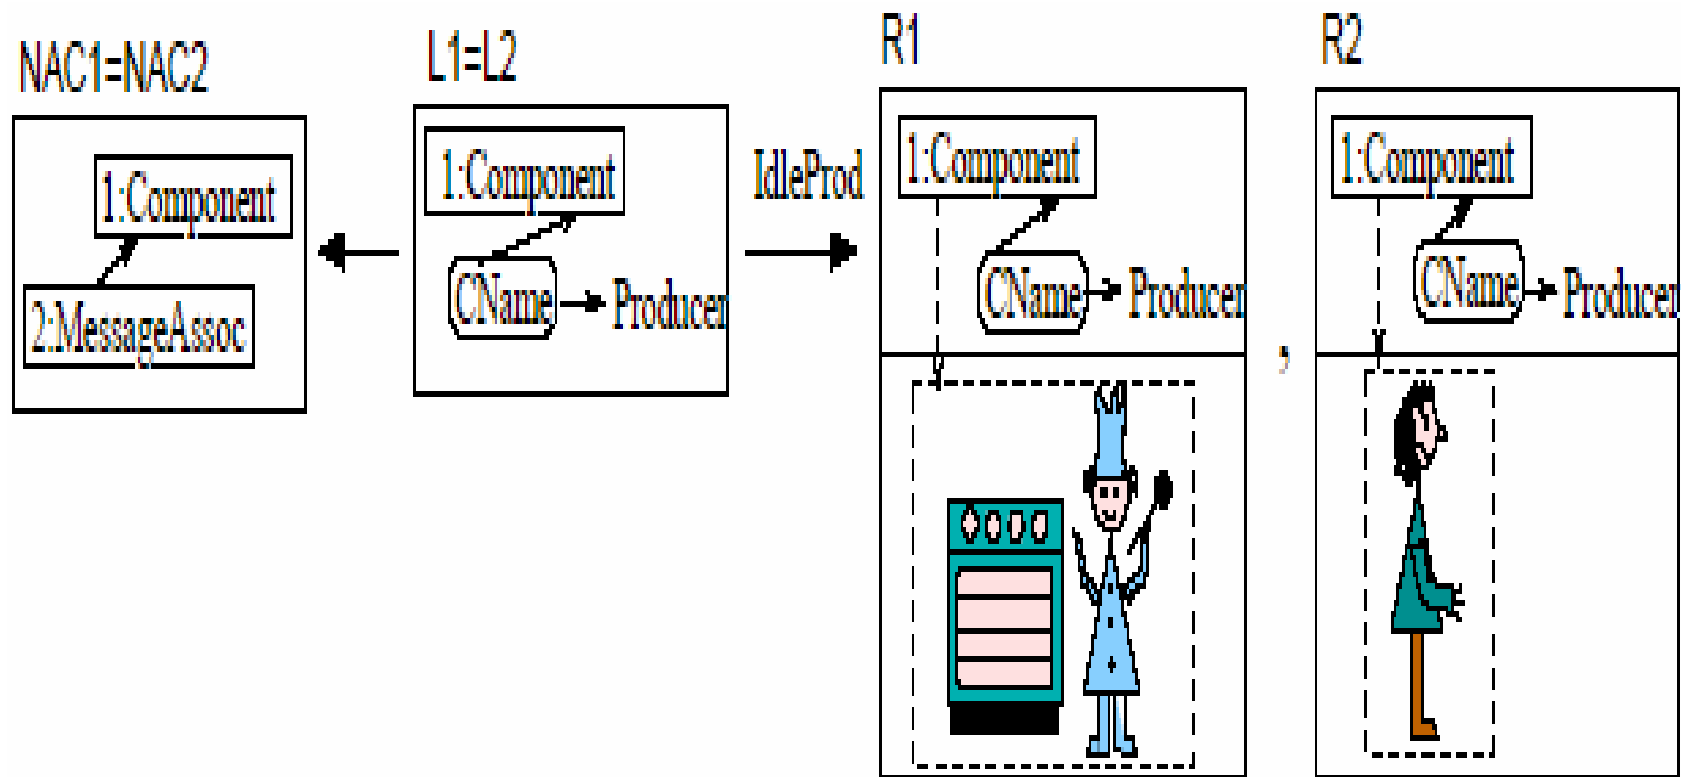 NAC1=NAC2
1:Component
2:MessageAssoc
L1=L2
1:Component
CName
Producer
IdleProd
R1
1:Component
CName
Producer
,
R2
1:Component
CName
Producer